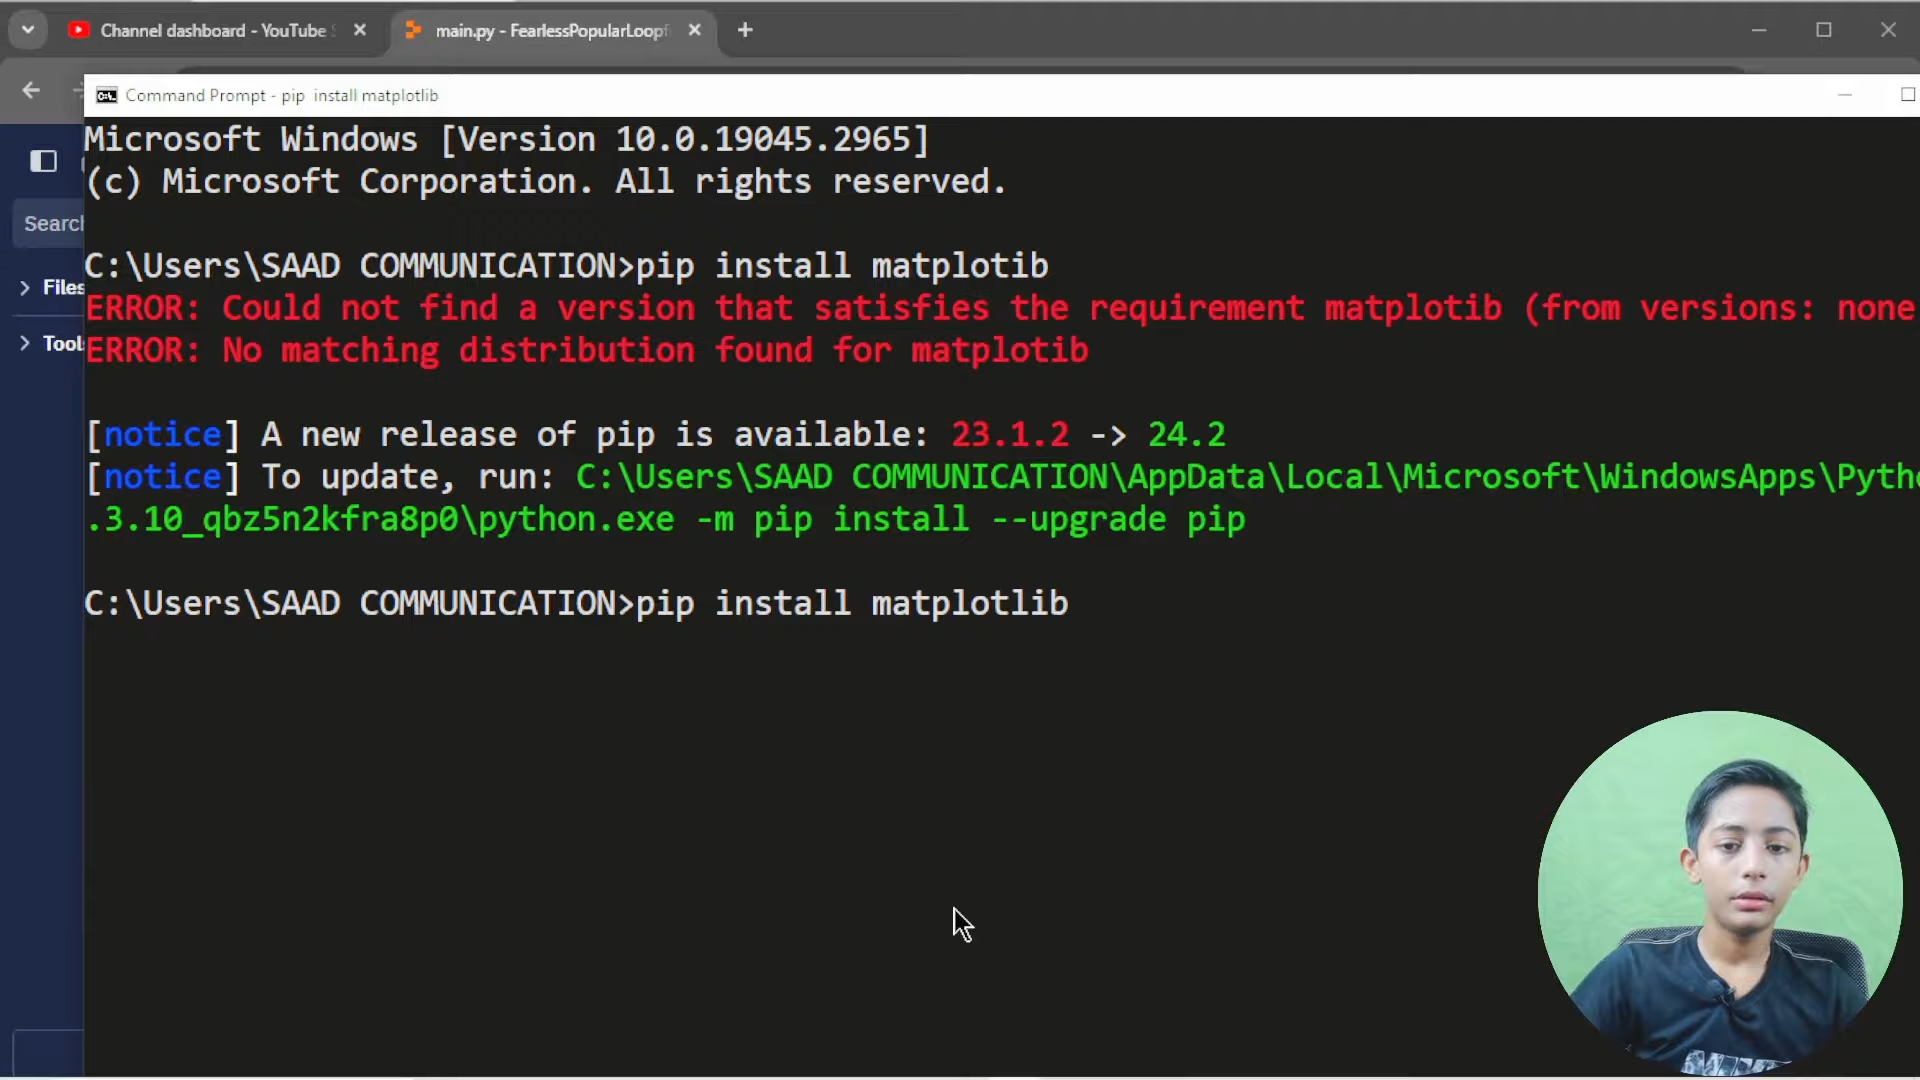 Channel dashboard - YouTube
main.py - FearlessPopularLoop
Command Prompt - pip install matplotlib
Microsoft Windows [Version 10.0.19045.2965]
(c) Microsoft Corporation. All rights reserved.
Search
C:\Users\SAAD COMMUNICATION>pip install matplotib
Files
ERROR: Could not find a version that satisfies the requirement matplotib (from versions: none
Tools
ERROR: No matching distribution found for matplotib
[notice] A new release of pip is available: 23.1.2 -> 24.2
[notice] To update, run: C:\Users\SAAD COMMUNICATION\AppData\Local\Microsoft\WindowsApps\Pytho
.3.10_qbz5n2kfra8p0\python.exe -m pip install --upgrade pip
C:\Users\SAAD COMMUNICATION>pip install matplotlib